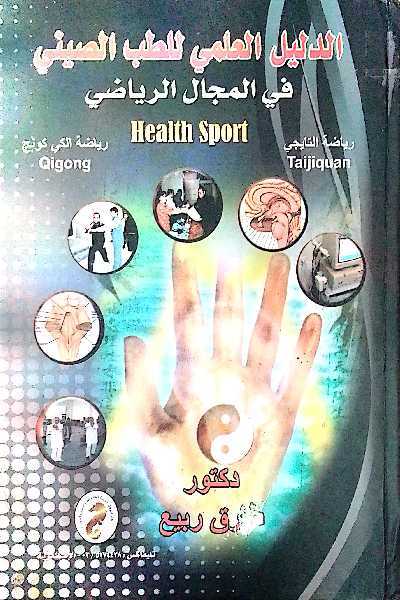 الدليل العلمي للطب الصيني
في المجال الرياضي
Health Sport
رياضة التايجي
Taijiquan
رياضة الكي كونج
Qigong
دكتور
ربيع